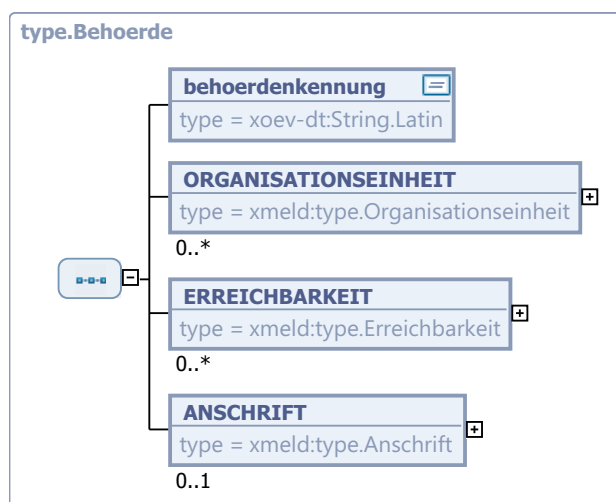 type.Behoerde
behoerdenkennung
type = xoev-dt:String.Latin
ORGANISATIONSEINHEIT
type = xmeld:type.Organisationseinheit
0..*
ERREICHBARKEIT
type = xmeld:type.Erreichbarkeit
0..*
ANSCHRIFT
type = xmeld:type.Anschrift
0..1